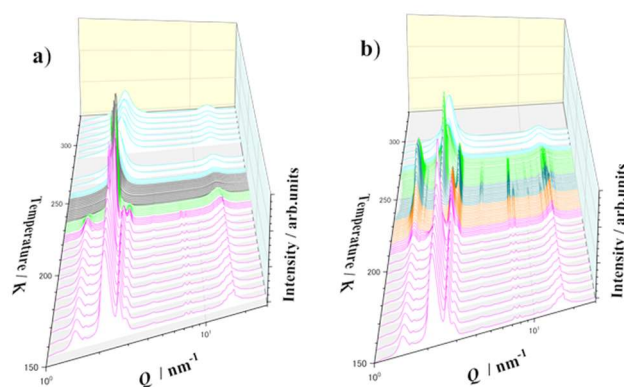 a)
300
250
200
150
Temperature / K
10⁰
10¹
Q / nm⁻¹
Intensity / arb.units
b)
300
250
200
150
Temperature / K
10⁰
10¹
Q / nm⁻¹
Intensity / arb.units